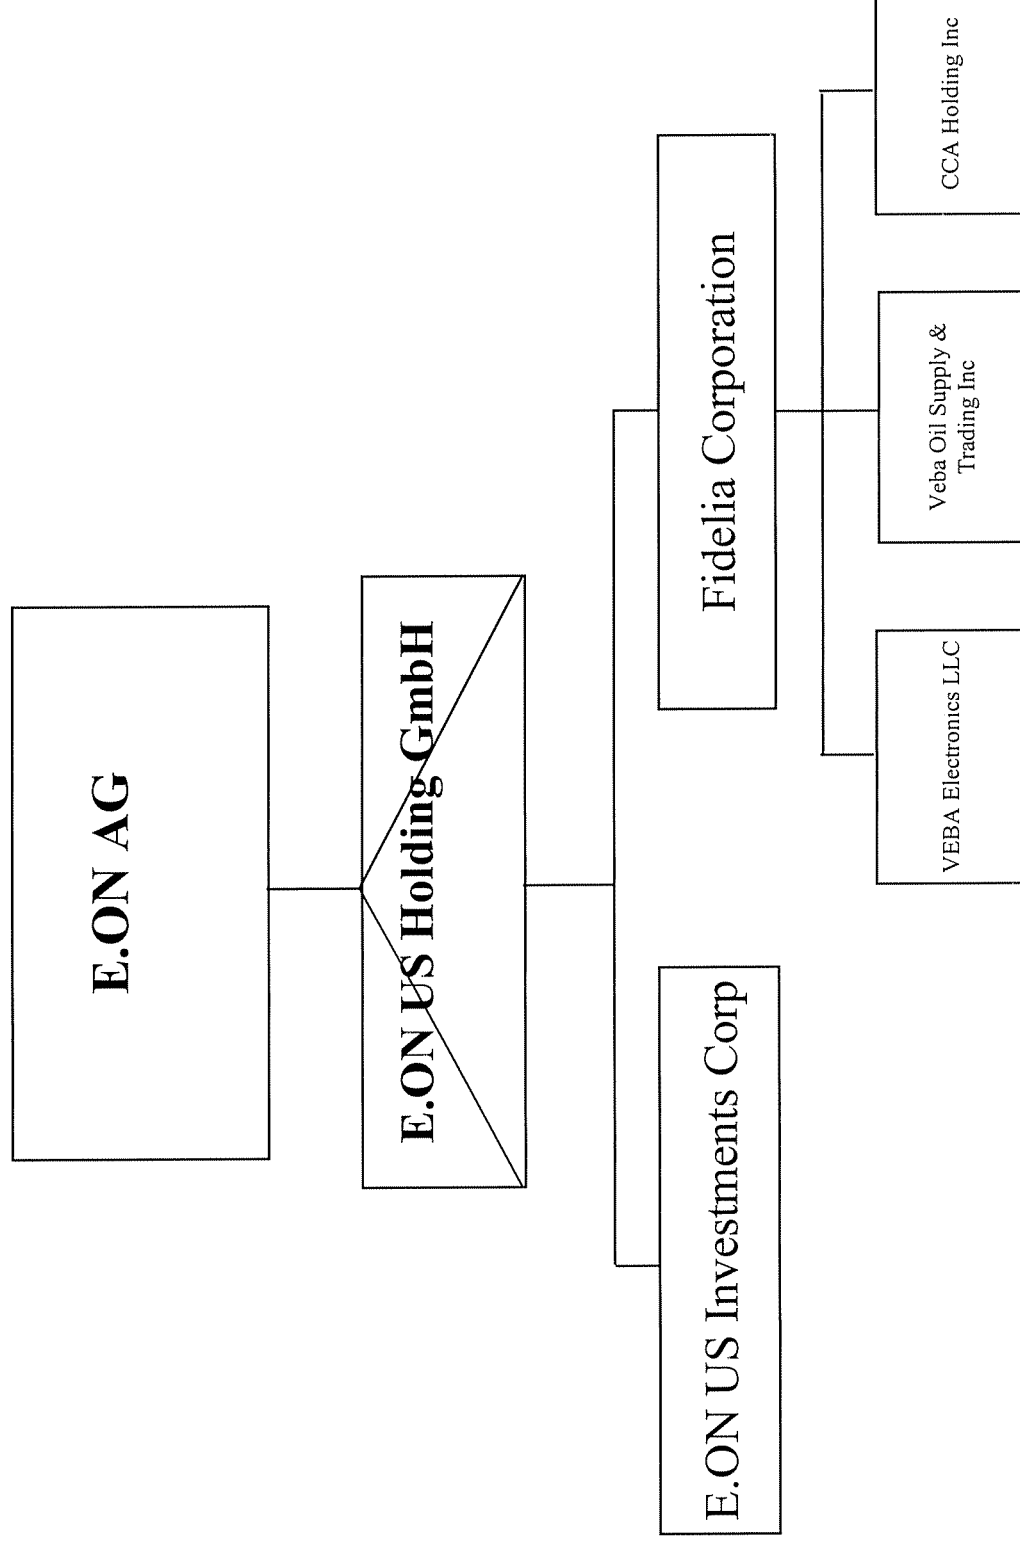 E.ON AG
E.ON US Holding GmbH
E.ON US Investments Corp
Fidelia Corporation
VEBA Electronics LLC
Veba Oil Supply &
Trading Inc
CCA Holding Inc